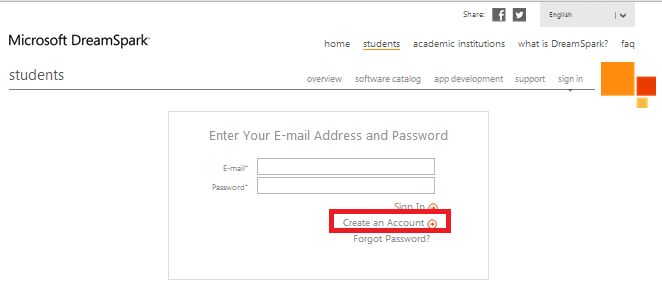 Share:
English
Microsoft DreamSpark
home students academic institutions what is DreamSpark? faq
students
overview software catalog app development support sign in
Enter Your E-mail Address and Password
E-mail*
Password*
Sign In
Create an Account
Forgot Password?